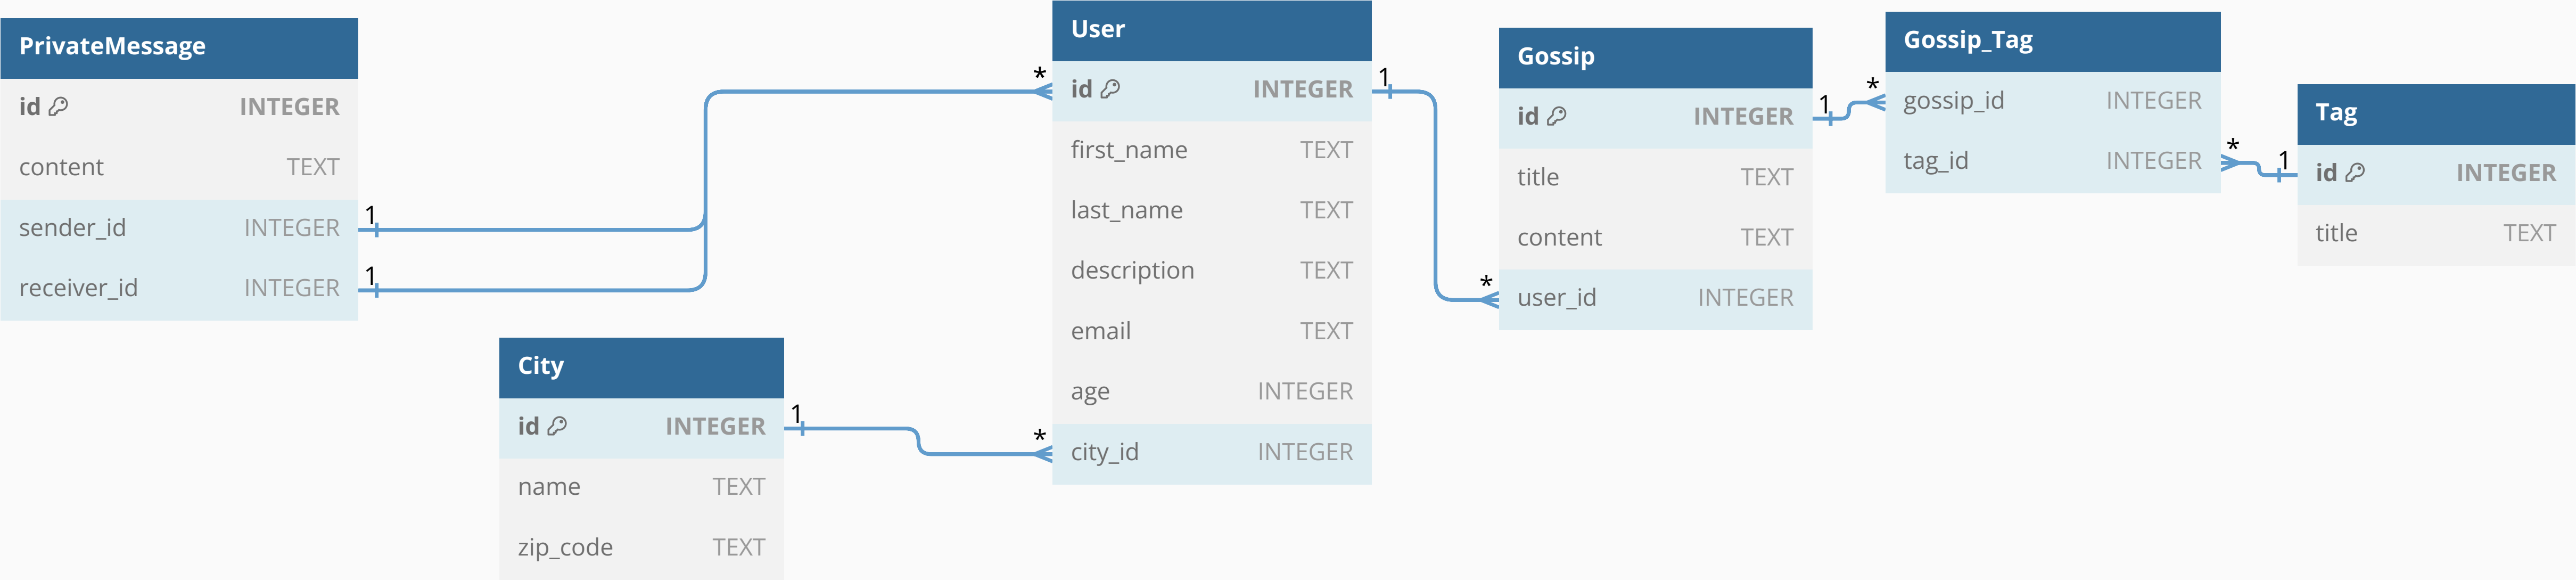 PrivateMessage
id INTEGER
content TEXT
1
sender_id INTEGER
1
receiver_id INTEGER
City
1
id INTEGER
name TEXT
zip_code TEXT
User
* 1
id INTEGER
first_name TEXT
last_name TEXT
description TEXT
email TEXT
age INTEGER
*
city_id INTEGER
Gossip
1
id INTEGER
title TEXT
content TEXT
*
user_id INTEGER
Gossip_Tag
*
gossip_id INTEGER
*
tag_id INTEGER
Tag
1
id INTEGER
title TEXT